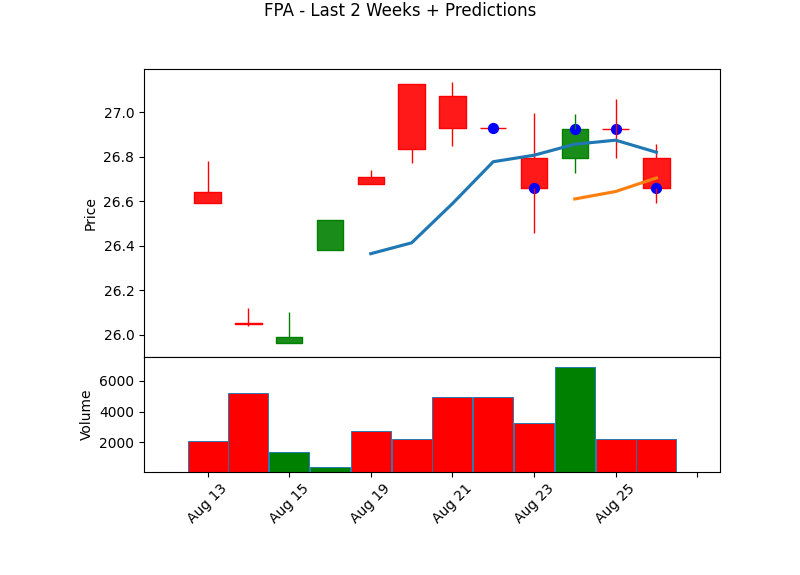 FPA - Last 2 Weeks + Predictions
Price
27.0
26.8
26.6
26.4
26.2
26.0
Volume
6000
4000
2000
Aug 13
Aug 15
Aug 19
Aug 21
Aug 23
Aug 25